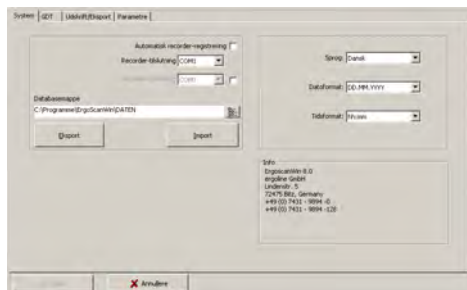 System
GDT
Udskrift/Eksport
Parametre
Automatisk recorder-registrering
Recorder-tilslutning COM1
COM1
Databasemappe
C:\Programme\ErgoScanWin\DATEN
Eksport
Import
Sprog: Dansk
Datoformat: DD.MM.YYYY
Tidsformat: hh:mm
Info
ErgoscanWin 8.0
ergoline GmbH
Lindenstr. 5
72475 Bitz, Germany
+49 (0) 7431 - 9894 -0
+49 (0) 7431 - 9894 -128
Annullere